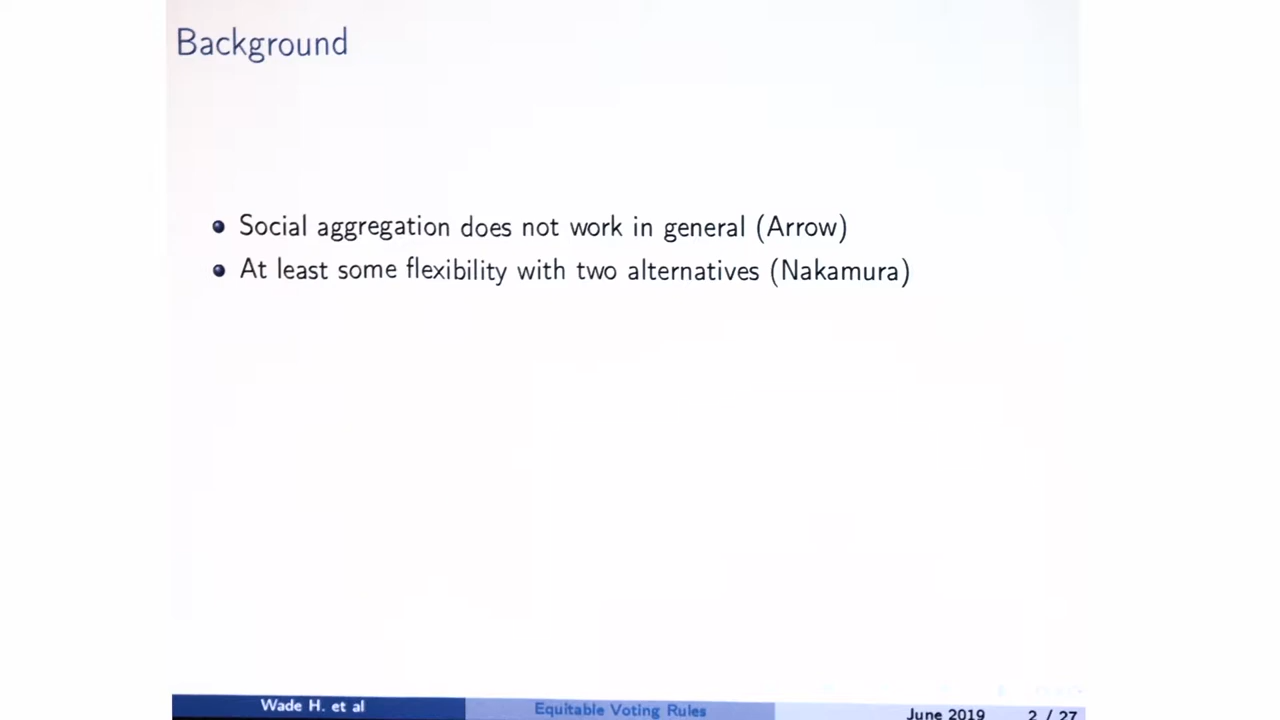 Background
Social aggregation does not work in general (Arrow)
At least some flexibility with two alternatives (Nakamura)
Wade H. et al
Equitable Voting Rules
June 2019
2 / 27